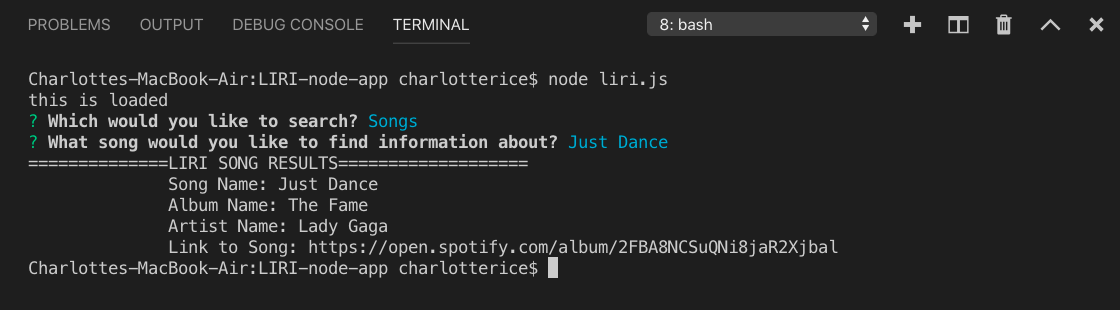 PROBLEMS OUTPUT DEBUG CONSOLE TERMINAL 8: bash
Charlottes-MacBook-Air:LIRI-node-app charlotterice$ node liri.js
this is loaded
? Which would you like to search? Songs
? What song would you like to find information about? Just Dance
==============LIRI SONG RESULTS===================
Song Name: Just Dance
Album Name: The Fame
Artist Name: Lady Gaga
Link to Song: https://open.spotify.com/album/2FBA8NCSuQNi8jaR2Xjbal
Charlottes-MacBook-Air:LIRI-node-app charlotterice$